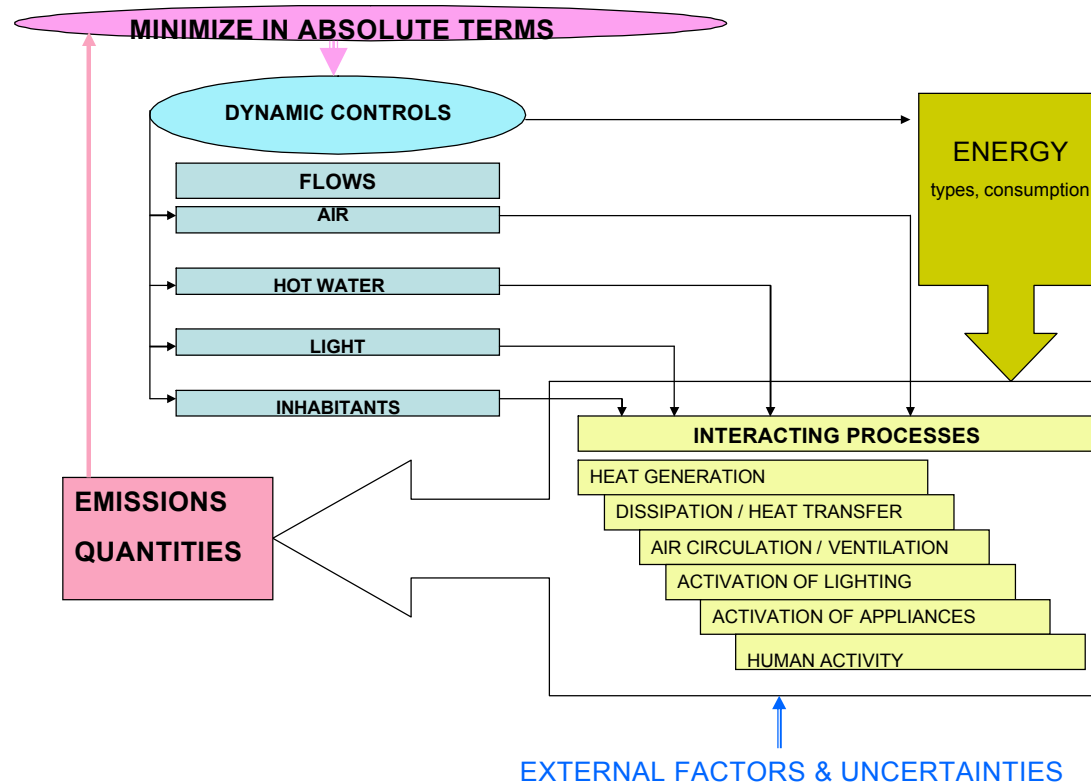 MINIMIZE IN ABSOLUTE TERMS
DYNAMIC CONTROLS
ENERGY
types, consumption
FLOWS
AIR
HOT WATER
LIGHT
INHABITANTS
INTERACTING PROCESSES
HEAT GENERATION
DISSIPATION / HEAT TRANSFER
AIR CIRCULATION / VENTILATION
ACTIVATION OF LIGHTING
ACTIVATION OF APPLIANCES
HUMAN ACTIVITY
EMISSIONS
QUANTITIES
EXTERNAL FACTORS & UNCERTAINTIES